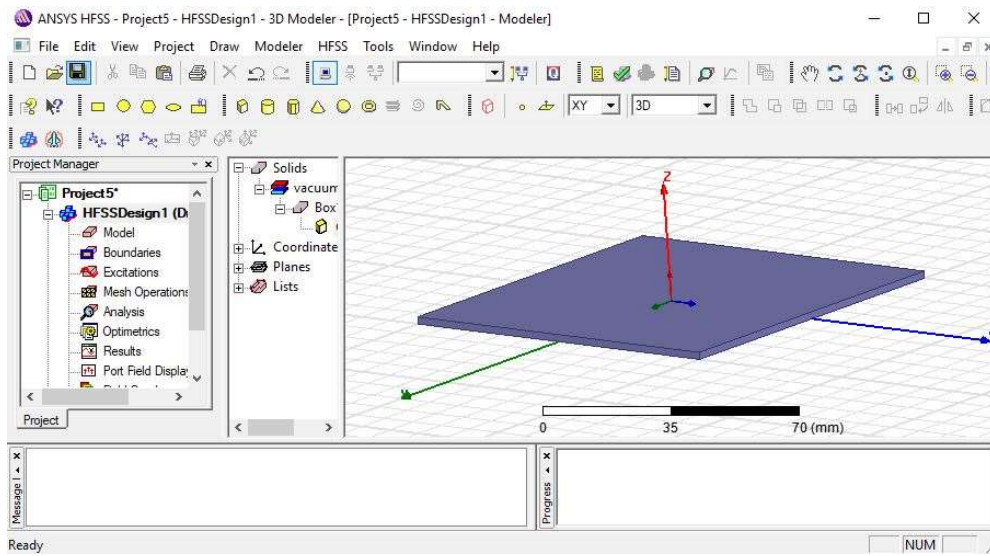 ANSYS HFSS - Project5 - HFSSDesign1 - 3D Modeler - [Project5 - HFSSDesign1 - Modeler]
File Edit View Project Draw Modeler HFSS Tools Window Help
XY 3D
Project Manager
Project5*
HFSSDesign1 (D
Model
Boundaries
Excitations
Mesh Operations
Analysis
Optimetrics
Results
Port Field Display
Project
Solids
vacuum
Box
Coordinate
Planes
Lists
Z
0 35 70 (mm)
Message
Progress
Ready NUM